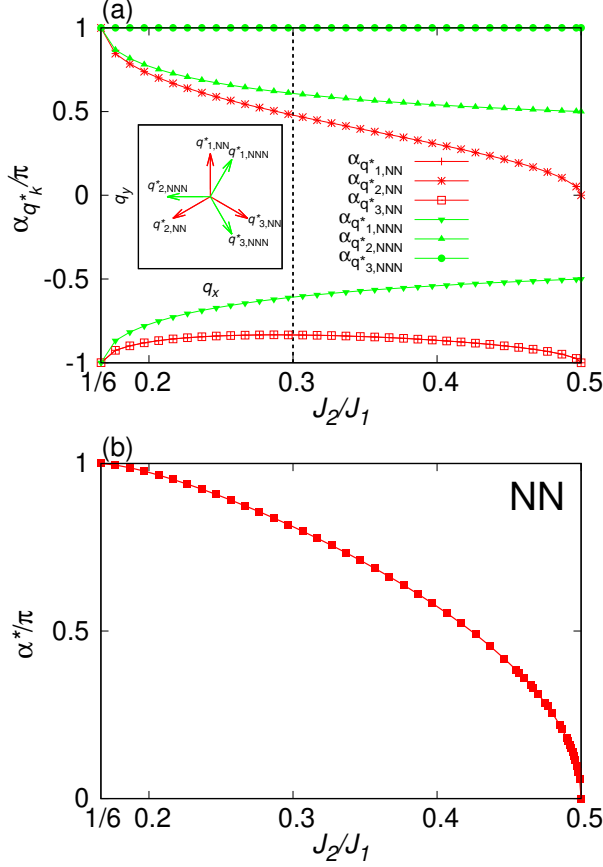 (a)
α_{q*_k}/π
1
0.5
0
-0.5
-1
1/6 0.2 0.3 0.4 0.5
J_2/J_1
q_y
q_x
q*_{1,NN}
q*_{1,NNN}
q*_{2,NNN}
q*_{2,NN}
q*_{3,NN}
q*_{3,NNN}
α_{q*_{1,NN}}
α_{q*_{2,NN}}
α_{q*_{3,NN}}
α_{q*_{1,NNN}}
α_{q*_{2,NNN}}
α_{q*_{3,NNN}}
(b)
NN
α*/π
1
0.5
0
1/6 0.2 0.3 0.4 0.5
J_2/J_1